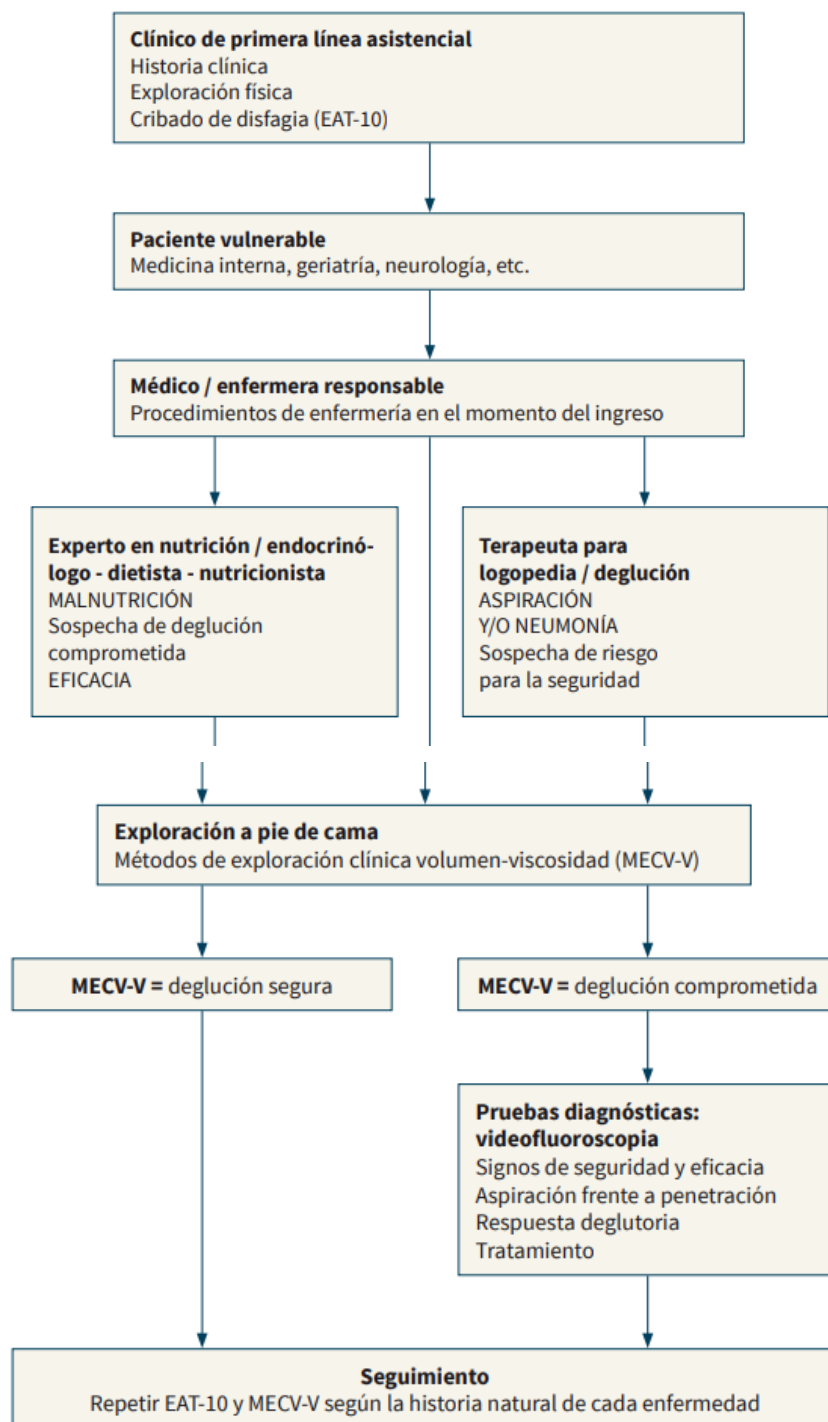 Clínico de primera línea asistencial
Historia clínica
Exploración física
Cribado de disfagia (EAT-10)
Paciente vulnerable
Medicina interna, geriatría, neurología, etc.
Médico / enfermera responsable
Procedimientos de enfermería en el momento del ingreso
Experto en nutrición / endocrinó-
logo - dietista - nutricionista
MALNUTRICIÓN
Sospecha de deglución
comprometida
EFICACIA
Terapeuta para
logopedia / deglución
ASPIRACIÓN
Y/O NEUMONÍA
Sospecha de riesgo
para la seguridad
Exploración a pie de cama
Métodos de exploración clínica volumen-viscosidad (MECV-V)
MECV-V = deglución segura
MECV-V = deglución comprometida
Pruebas diagnósticas:
videofluoroscopia
Signos de seguridad y eficacia
Aspiración frente a penetración
Respuesta deglutoria
Tratamiento
Seguimiento
Repetir EAT-10 y MECV-V según la historia natural de cada enfermedad